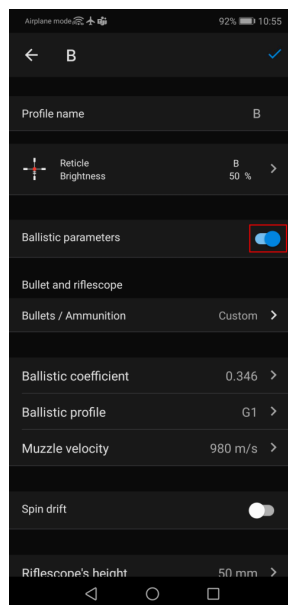 Airplane mode 92% 10:55
B
Profile name B
Reticle B
Brightness 50 %
Ballistic parameters
Bullet and riflescope
Bullets / Ammunition Custom
Ballistic coefficient 0.346
Ballistic profile G1
Muzzle velocity 980 m/s
Spin drift
Riflescope's height 50 mm